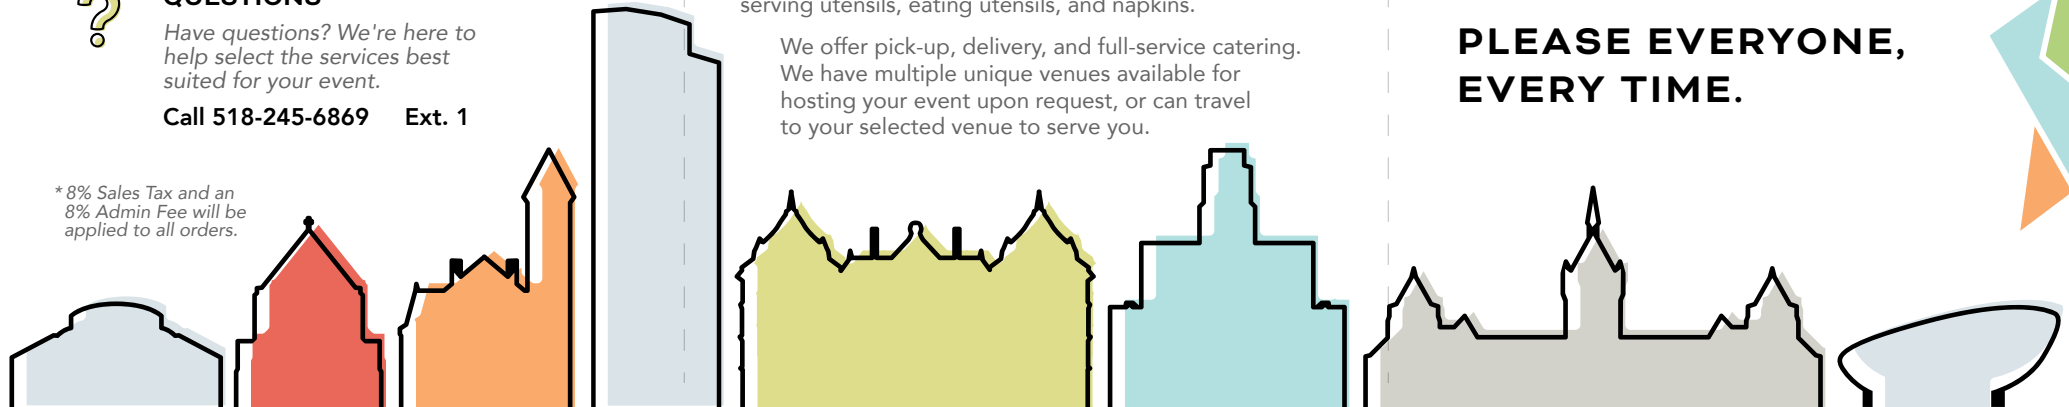 QUESTIONS
Have questions? We're here to
help select the services best
suited for your event.
Call 518-245-6869 Ext. 1
*8% Sales Tax and an
8% Admin Fee will be
applied to all orders.
serving utensils, eating utensils, and napkins.
We offer pick-up, delivery, and full-service catering.
We have multiple unique venues available for
hosting your event upon request, or can travel
to your selected venue to serve you.
PLEASE EVERYONE,
EVERY TIME.